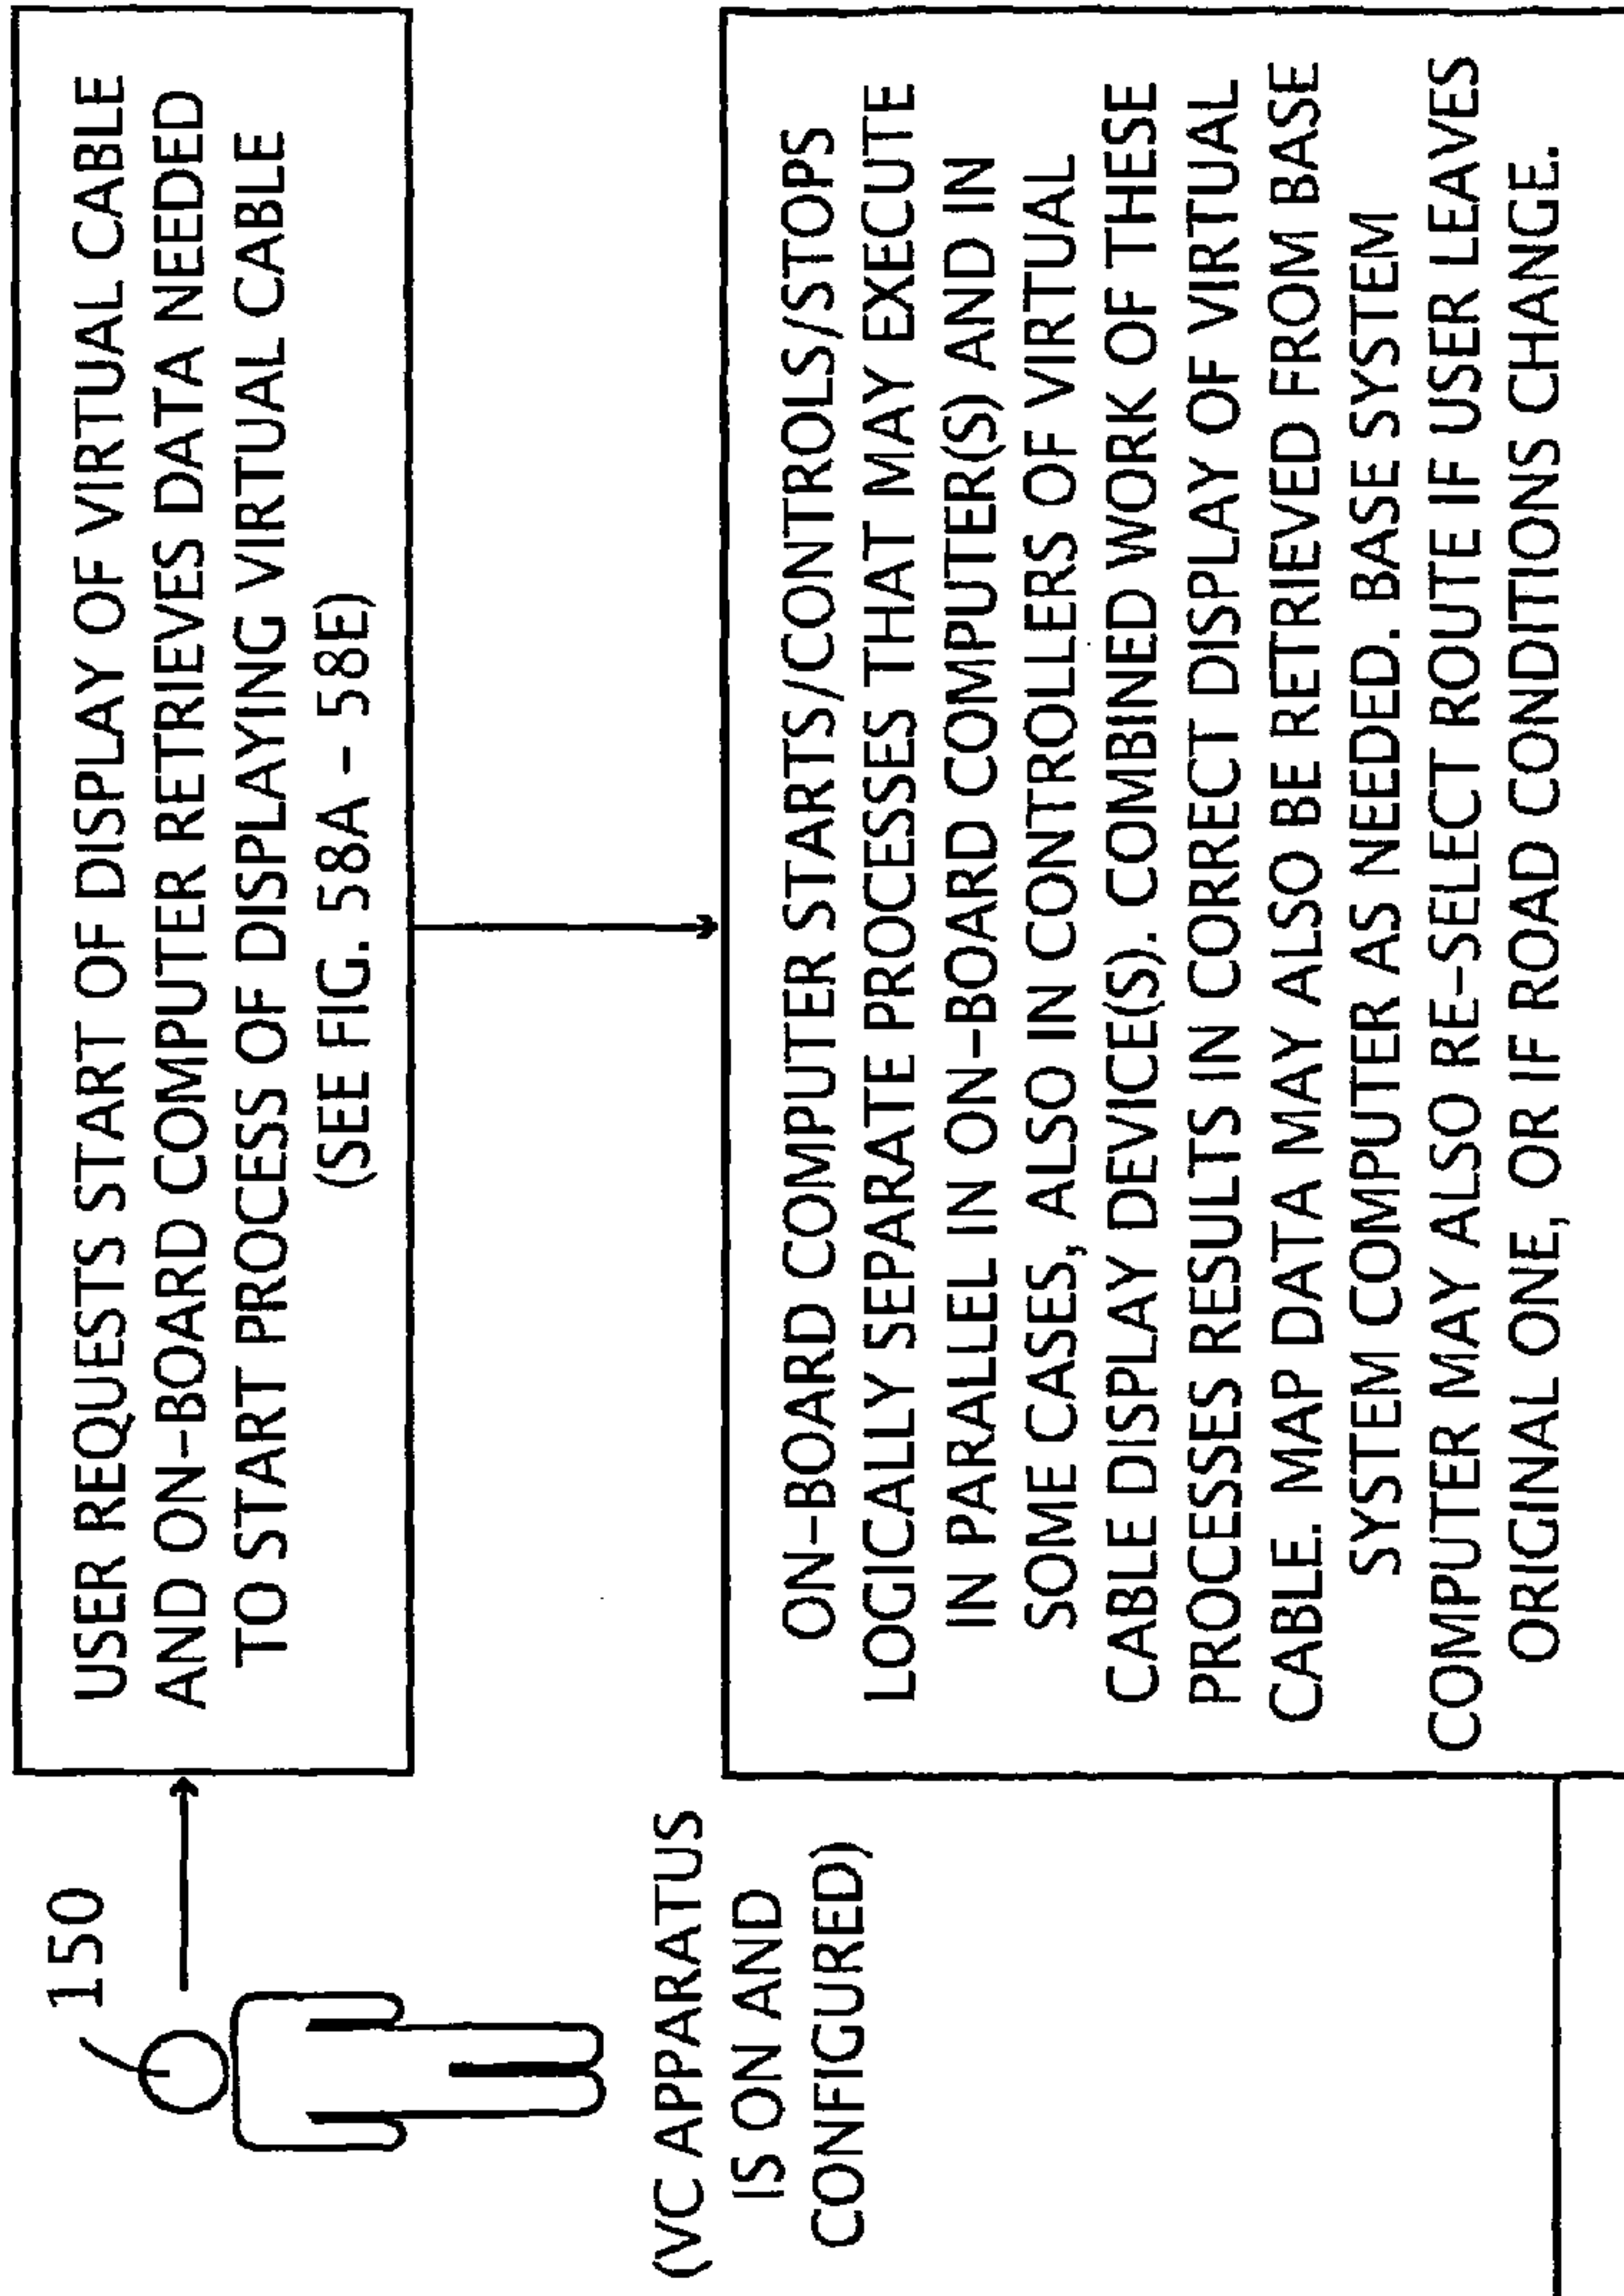 150
(VC APPARATUS
IS ON AND
CONFIGURED)
USER REQUESTS START OF DISPLAY OF VIRTUAL CABLE
AND ON-BOARD COMPUTER RETRIEVES DATA NEEDED
TO START PROCESS OF DISPLAYING VIRTUAL CABLE
(SEE FIG. 58A - 58E)
ON-BOARD COMPUTER STARTS/CONTROLS/STOPS
LOGICALLY SEPARATE PROCESSES THAT MAY EXECUTE
IN PARALLEL IN ON-BOARD COMPUTER(S) AND IN
SOME CASES, ALSO IN CONTROLLERS OF VIRTUAL
CABLE DISPLAY DEVICE(S). COMBINED WORK OF THESE
PROCESSES RESULTS IN CORRECT DISPLAY OF VIRTUAL
CABLE. MAP DATA MAY ALSO BE RETRIEVED FROM BASE
SYSTEM COMPUTER AS NEEDED. BASE SYSTEM
COMPUTER MAY ALSO RE-SELECT ROUTE IF USER LEAVES
ORIGINAL ONE, OR IF ROAD CONDITIONS CHANGE.